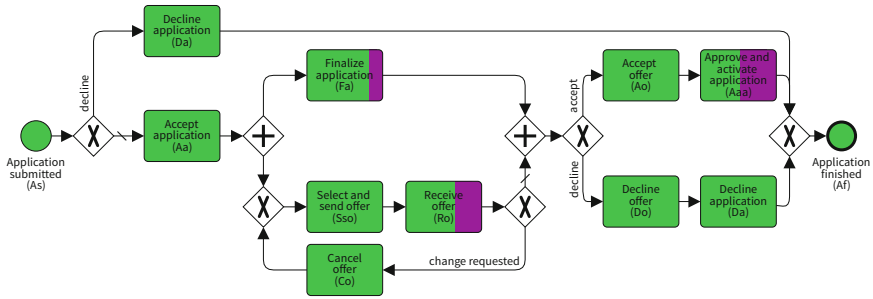 Decline
application
(Da)
decline
Application
submitted
(As)
Accept
application
(Aa)
Finalize
application
(Fa)
Select and
send offer
(Sso)
Receive
offer
(Ro)
Cancel
offer
(Co)
change requested
accept
decline
Accept
offer
(Ao)
Approve and
activate
application
(Aaa)
Decline
offer
(Do)
Decline
application
(Da)
Application
finished
(Af)